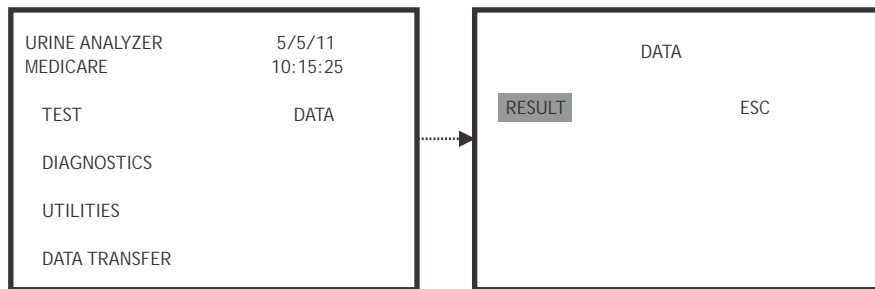 URINE ANALYZER 5/5/11
MEDICARE 10:15:25
TEST DATA
DIAGNOSTICS
UTILITIES
DATA TRANSFER
DATA
RESULT ESC